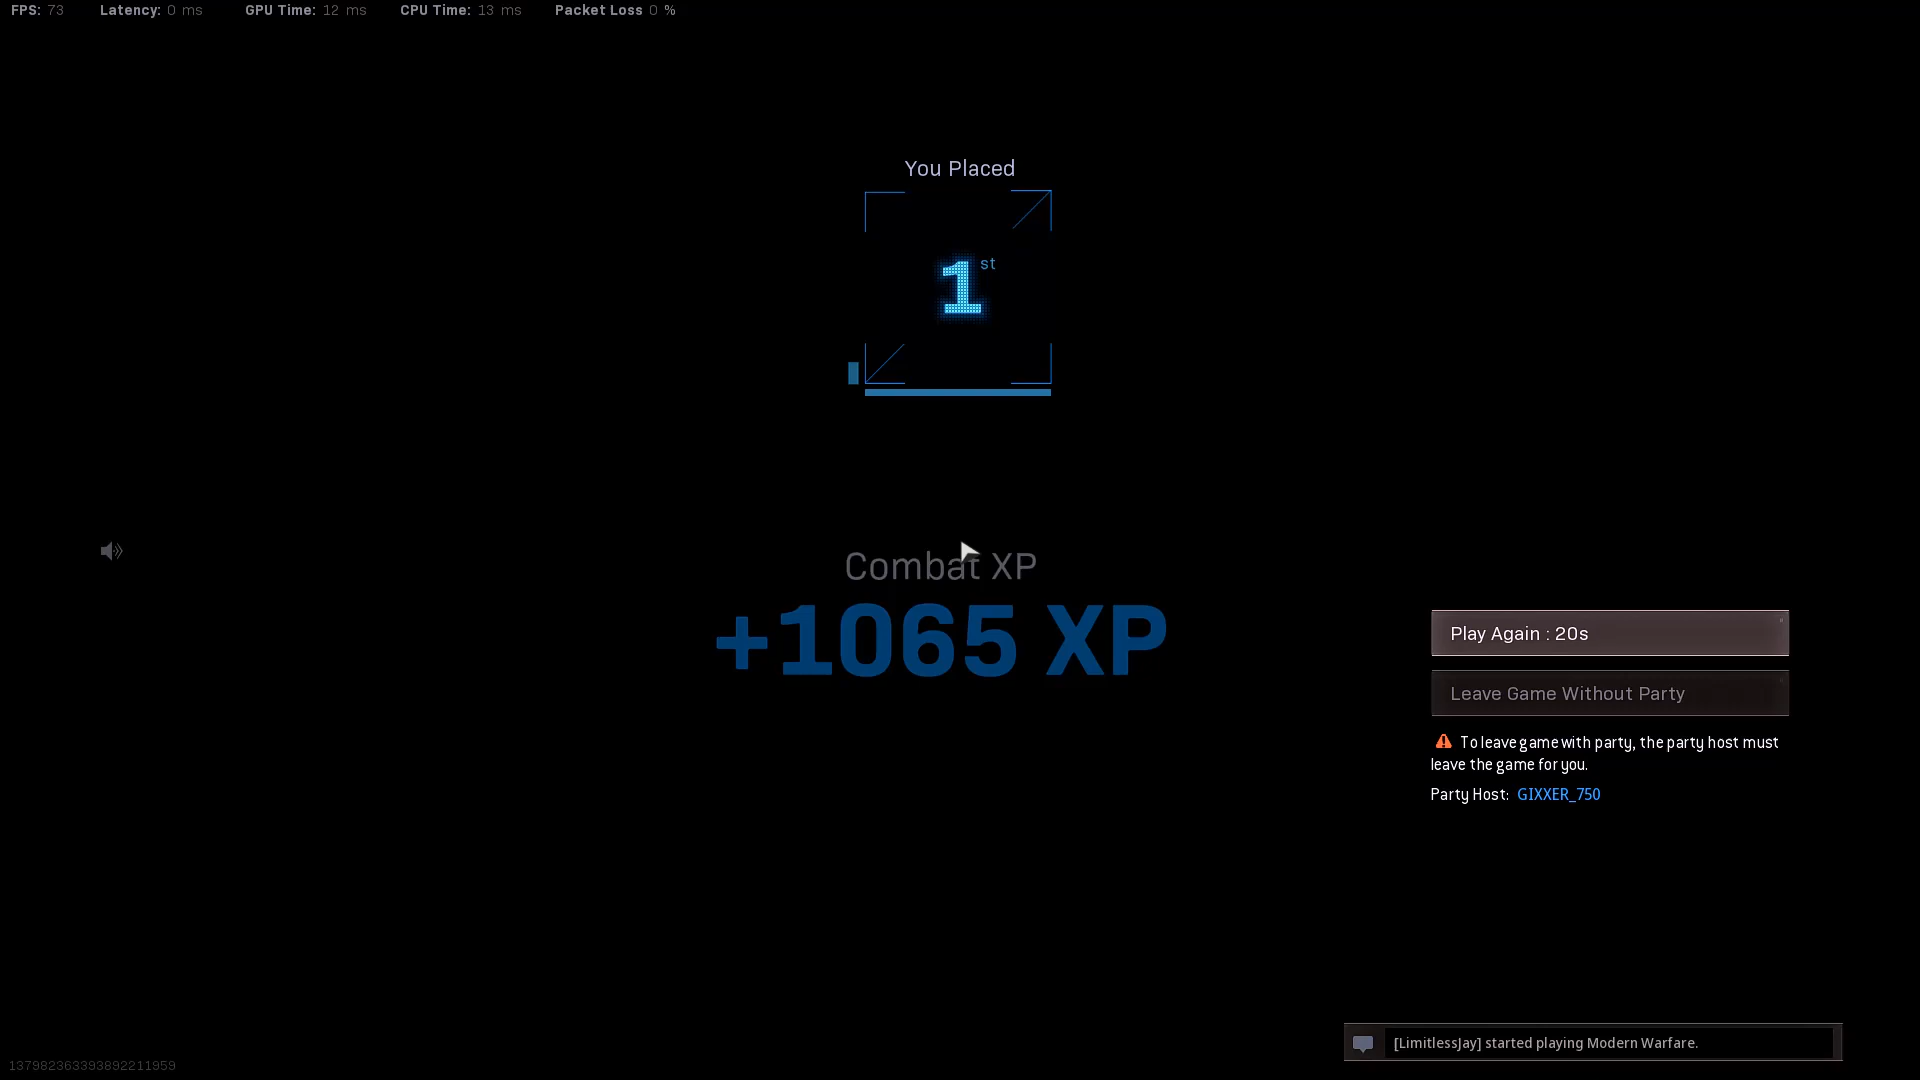 FPS: 73 Latency: 0 ms GPU Time: 12 ms CPU Time: 13 ms Packet Loss 0 %
You Placed
1st
Combat XP
+1065 XP
Play Again : 20s
Leave Game Without Party
To leave game with party, the party host must
leave the game for you.
Party Host: GIXXER_750
[LimitlessJay] started playing Modern Warfare.
137982363393892211959